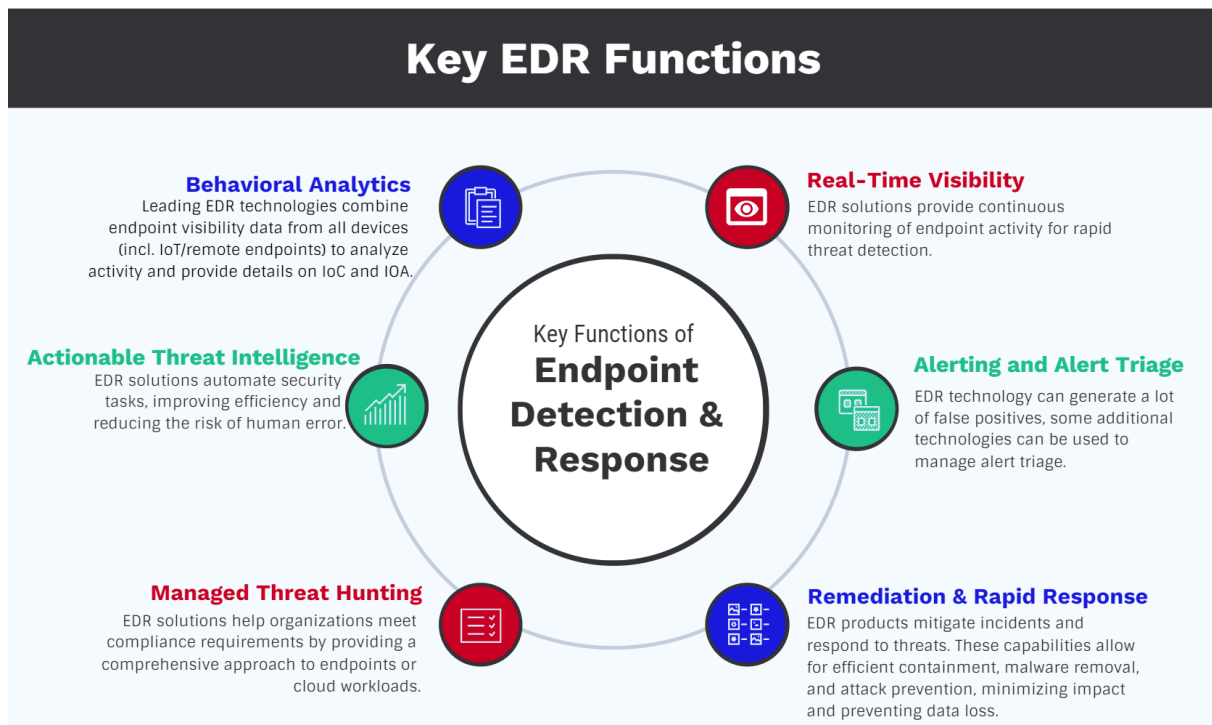 Key EDR Functions
Behavioral Analytics
Leading EDR technologies combine
endpoint visibility data from all devices
(incl. IoT/remote endpoints) to analyze
activity and provide details on IoC and IOA.
Real-Time Visibility
EDR solutions provide continuous
monitoring of endpoint activity for rapid
threat detection.
Key Functions of
Endpoint
Detection &
Response
Actionable Threat Intelligence
EDR solutions automate security
tasks, improving efficiency and
reducing the risk of human error.
Alerting and Alert Triage
EDR technology can generate a lot
of false positives, some additional
technologies can be used to
manage alert triage.
Managed Threat Hunting
EDR solutions help organizations meet
compliance requirements by providing a
comprehensive approach to endpoints or
cloud workloads.
Remediation & Rapid Response
EDR products mitigate incidents and
respond to threats. These capabilities allow
for efficient containment, malware removal,
and attack prevention, minimizing impact
and preventing data loss.